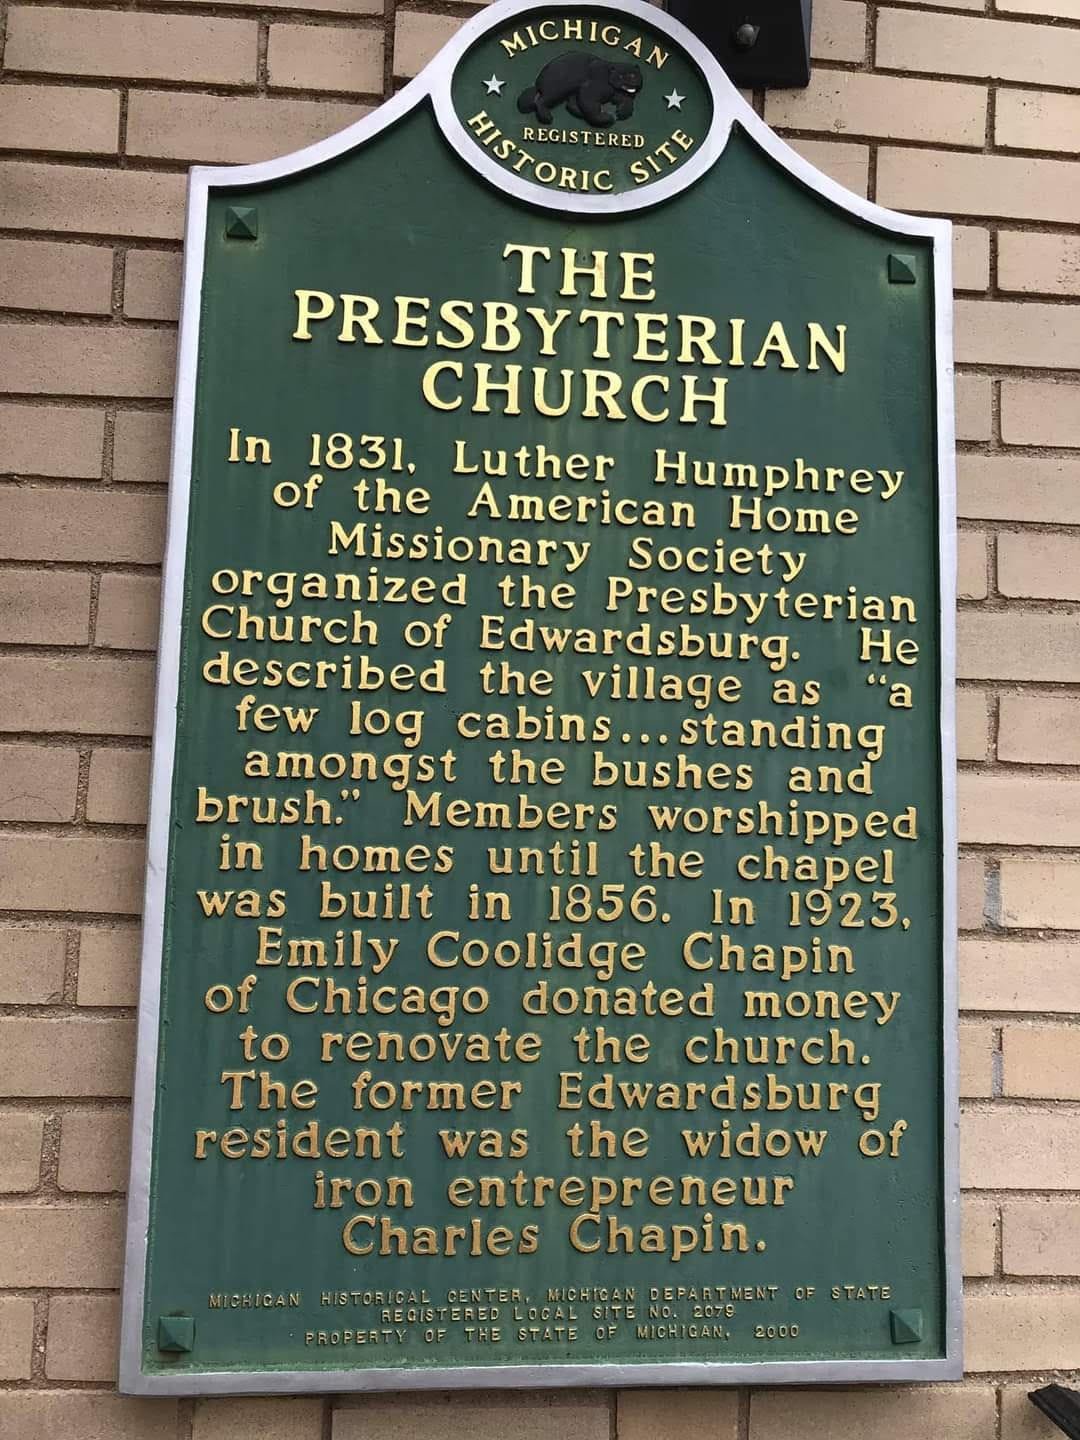 MICHIGAN
REGISTERED
HISTORIC SITE
THE
PRESBYTERIAN
CHURCH
In 1831, Luther Humphrey
of the American Home
Missionary Society
organized the Presbyterian
Church of Edwardsburg. He
described the village as “a
few log cabins...standing
amongst the bushes and
brush.” Members worshipped
in homes until the chapel
was built in 1856. In 1923,
Emily Coolidge Chapin
of Chicago donated money
to renovate the church.
The former Edwardsburg
resident was the widow of
iron entrepreneur
Charles Chapin.
MICHIGAN HISTORICAL CENTER, MICHIGAN DEPARTMENT OF STATE
REGISTERED LOCAL SITE NO. 2079
PROPERTY OF THE STATE OF MICHIGAN, 2000